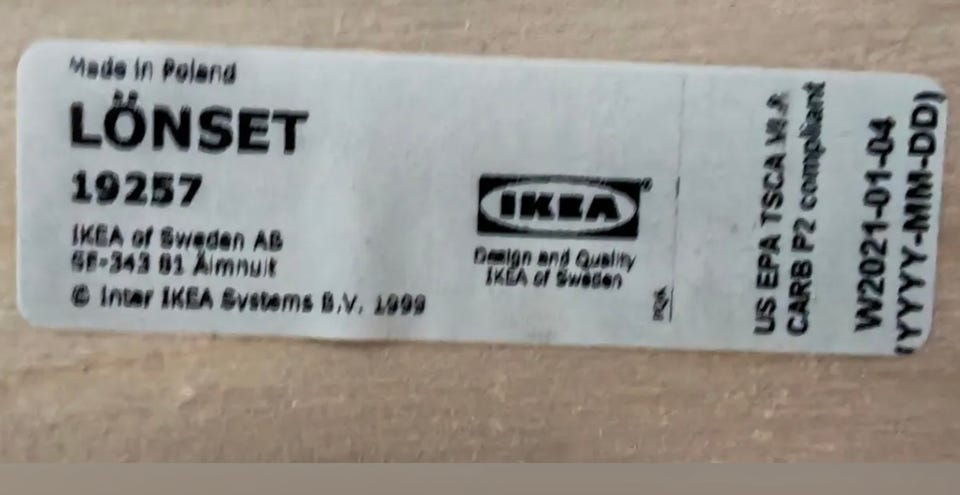 Made in Poland
LÖNSET
19257
IKEA of Sweden AB
SE-343 81 Älmhult
© Inter IKEA Systems B.V. 1999
IKEA®
Design and Quality
IKEA of Sweden
US EPA TSCA
CARB P2 compliant
W2021-01-04
(YYYY-MM-DD)